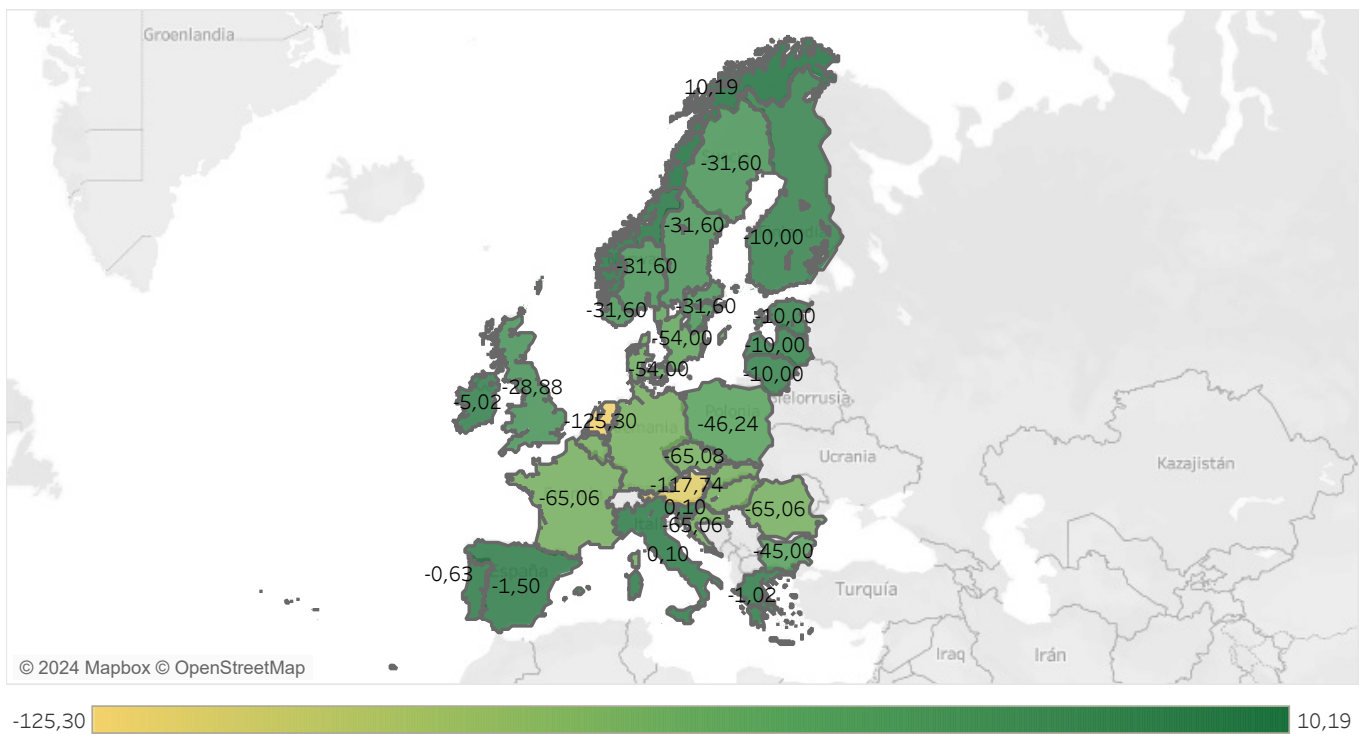 Groenlandia
10,19
-31,60
-31,60
-10,00
-31,60
-31,60
-31,60
-10,00
-54,00
-10,00
-54,00
-10,00
-28,88
-5,02
-125,30
Polonia
Bielorrusia
-46,24
Ucrania
-65,08
Kazajistán
-117,74
-65,06
0,10
-65,06
-65,06
0,10
-45,00
España
-0,63
-1,50
-1,02
Turquía
Iraq
Irán
© 2024 Mapbox © OpenStreetMap
-125,30
10,19